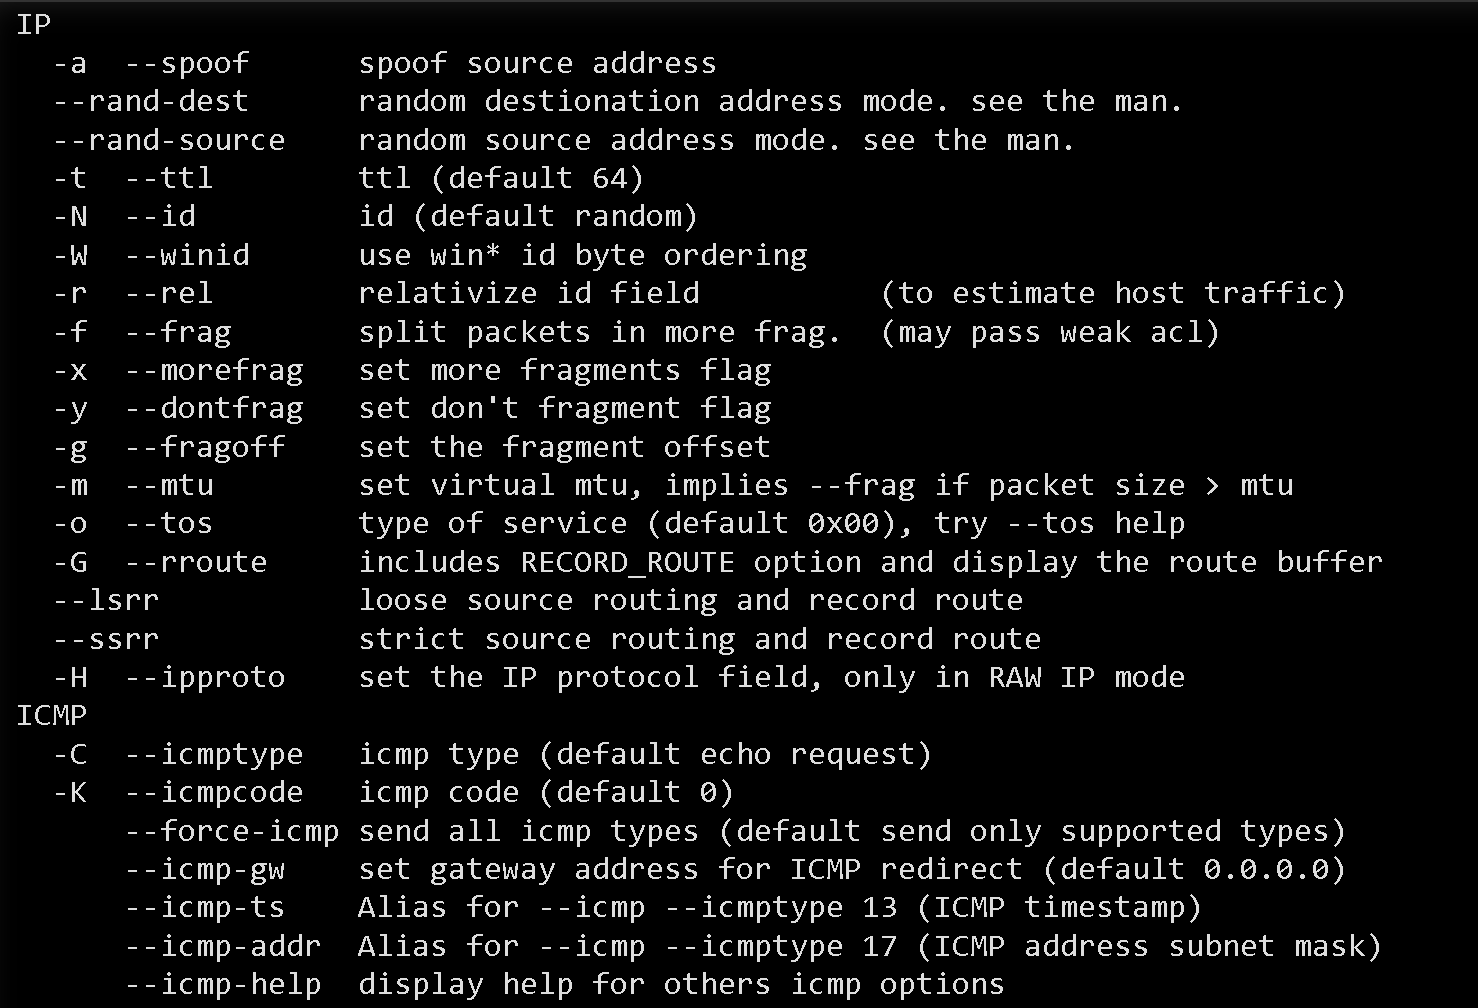 IP
  -a  --spoof      spoof source address
  --rand-dest      random destionation address mode. see the man.
  --rand-source    random source address mode. see the man.
  -t  --ttl        ttl (default 64)
  -N  --id         id (default random)
  -W  --winid      use win* id byte ordering
  -r  --rel        relativize id field          (to estimate host traffic)
  -f  --frag       split packets in more frag.  (may pass weak acl)
  -x  --morefrag   set more fragments flag
  -y  --dontfrag   set don't fragment flag
  -g  --fragoff    set the fragment offset
  -m  --mtu        set virtual mtu, implies --frag if packet size > mtu
  -o  --tos        type of service (default 0x00), try --tos help
  -G  --rroute     includes RECORD_ROUTE option and display the route buffer
  --lsrr           loose source routing and record route
  --ssrr           strict source routing and record route
  -H  --ipproto    set the IP protocol field, only in RAW IP mode
ICMP
  -C  --icmptype   icmp type (default echo request)
  -K  --icmpcode   icmp code (default 0)
      --force-icmp send all icmp types (default send only supported types)
      --icmp-gw    set gateway address for ICMP redirect (default 0.0.0.0)
      --icmp-ts    Alias for --icmp --icmptype 13 (ICMP timestamp)
      --icmp-addr  Alias for --icmp --icmptype 17 (ICMP address subnet mask)
      --icmp-help  display help for others icmp options